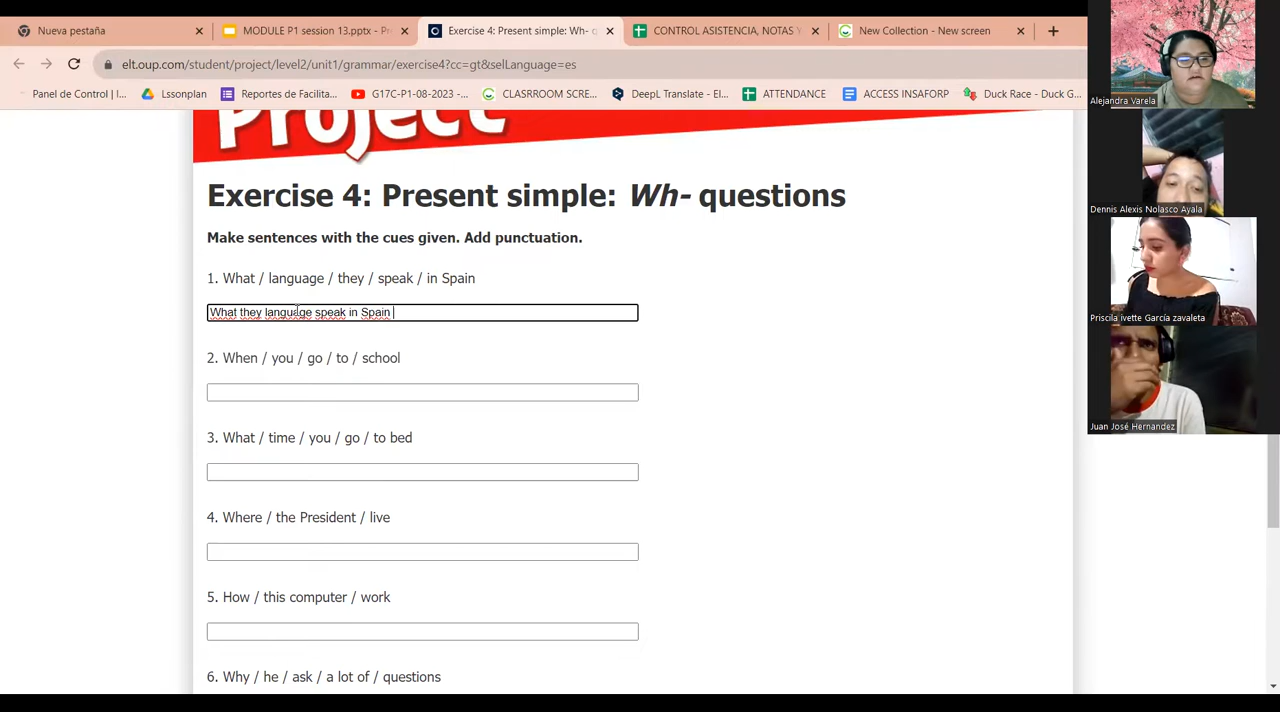 Nueva pestaña
MODULE P1 session 13.pptx - Pr
Exercise 4: Present simple: Wh- q
CONTROL ASISTENCIA, NOTAS Y
New Collection - New screen
elt.oup.com/student/project/level2/unit1/grammar/exercise4?cc=gt&selLanguage=es
Panel de Control | I...
Lssonplan
Reportes de Facilita...
G17C-P1-08-2023 -...
CLASSROOM SCRE...
DeepL Translate - El...
ATTENDANCE
ACCESS INSAFORP
Duck Race - Duck G...
Project
Exercise 4: Present simple: Wh- questions
Make sentences with the cues given. Add punctuation.
1. What / language / they / speak / in Spain
What they language speak in Spain
2. When / you / go / to / school
3. What / time / you / go / to bed
4. Where / the President / live
5. How / this computer / work
6. Why / he / ask / a lot of / questions
Alejandra Varela
Dennis Alexis Nolasco Ayala
Priscila ivette García zavaleta
Juan José Hernandez